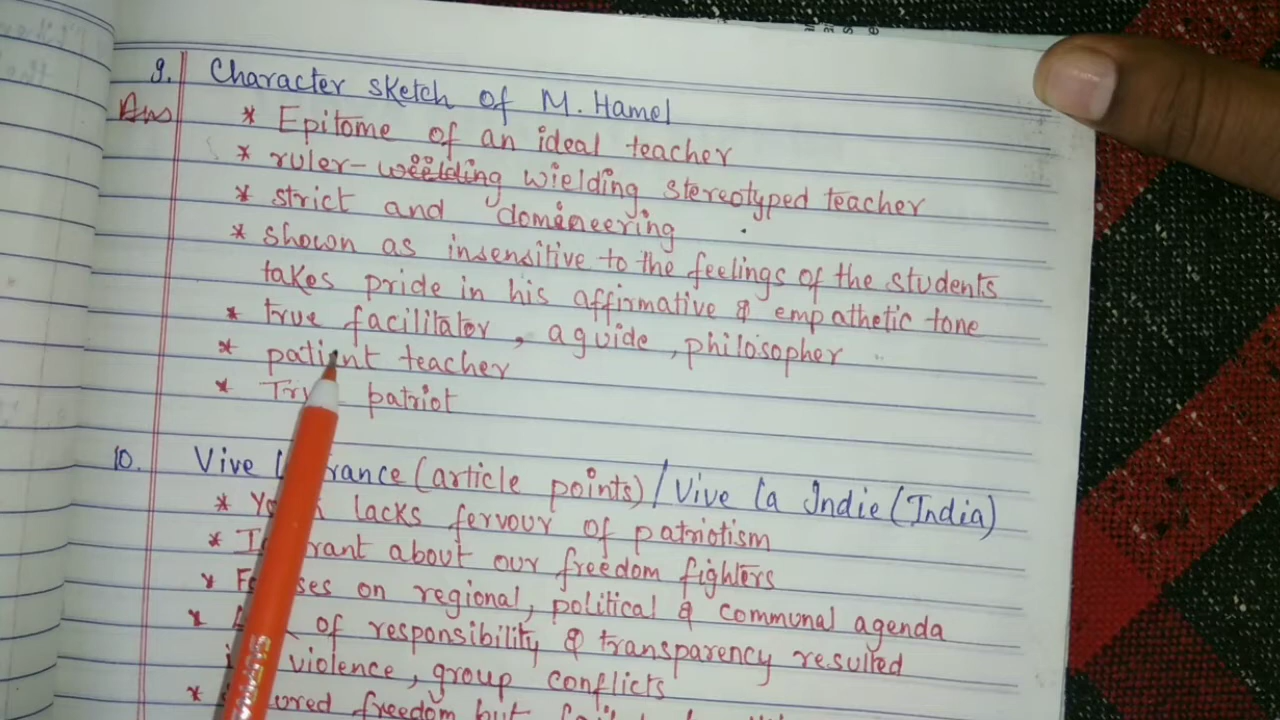 9. Character sketch of M. Hamel
Ans * Epitome of an ideal teacher
* ruler- wielding stereotyped teacher
* strict and domineering
* shown as insensitive to the feelings of the students
takes pride in his affirmative & empathetic tone
* true facilitator, a guide, philosopher
* patient teacher
* patriot
10. Vive France (article points) / Vive la Indie (India)
* lacks fervour of patriotism
* about our freedom fighters
* on regional, political & communal agenda
* of responsibility & transparency resulted
violence, group conflicts
* freedom but